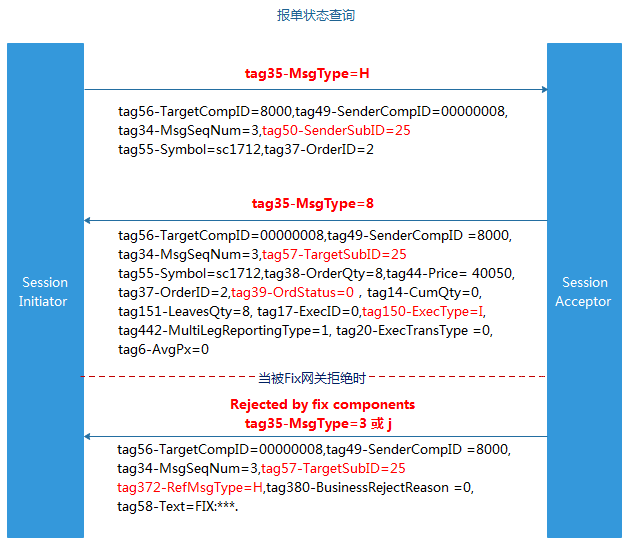 报单状态查询
tag35-MsgType=H
tag56-TargetCompID=8000,tag49-SenderCompID=00000008,
tag34-MsgSeqNum=3,tag50-SenderSubID=25
tag55-Symbol=sc1712,tag37-OrderID=2
tag35-MsgType=8
tag56-TargetCompID=00000008,tag49-SenderCompID =8000,
tag34-MsgSeqNum=3,tag57-TargetSubID=25
tag55-Symbol=sc1712,tag38-OrderQty=8,tag44-Price= 40050,
tag37-OrderID=2,tag39-OrdStatus=0，tag14-CumQty=0,
tag151-LeavesQty=8, tag17-ExecID=0,tag150-ExecType=I,
tag442-MultiLegReportingType=1, tag20-ExecTransType =0,
tag6-AvgPx=0
Session
Initiator
Session
Acceptor
当被Fix网关拒绝时
Rejected by fix components
tag35-MsgType=3 或 j
tag56-TargetCompID=00000008,tag49-SenderCompID =8000,
tag34-MsgSeqNum=3,tag57-TargetSubID=25
tag372-RefMsgType=H,tag380-BusinessRejectReason =0,
tag58-Text=FIX:***.